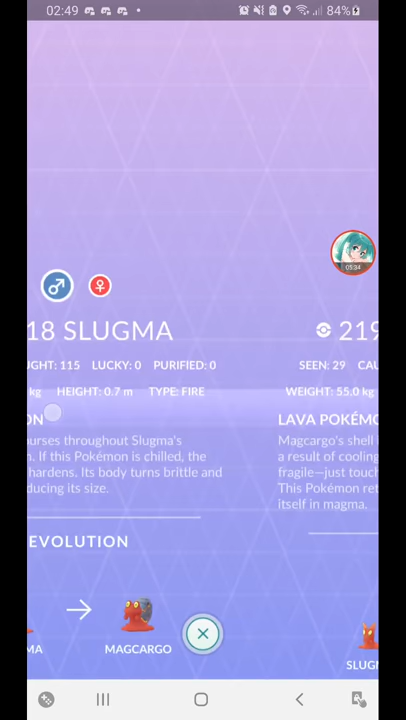 02:49
84%
05:34
18 SLUGMA
219
UGHT: 115 LUCKY: 0 PURIFIED: 0
SEEN: 29 CAU
kg HEIGHT: 0.7 m TYPE: FIRE
WEIGHT: 55.0 kg
ON
LAVA POKÉMO
ourses throughout Slugma's
n. If this Pokémon is chilled, the
hardens. Its body turns brittle and
ducing its size.
Magcargo's shell
a result of cooling
fragile—just touch
This Pokémon ret
itself in magma.
EVOLUTION
MA
MAGCARGO
SLUGM